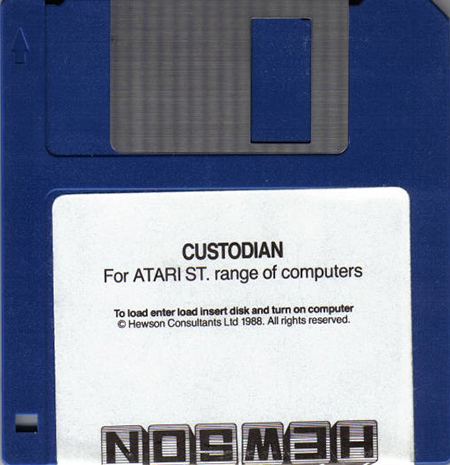 CUSTODIAN
For ATARI ST. range of computers
To load enter load insert disk and turn on computer
© Hewson Consultants Ltd 1988. All rights reserved.
HEWSON